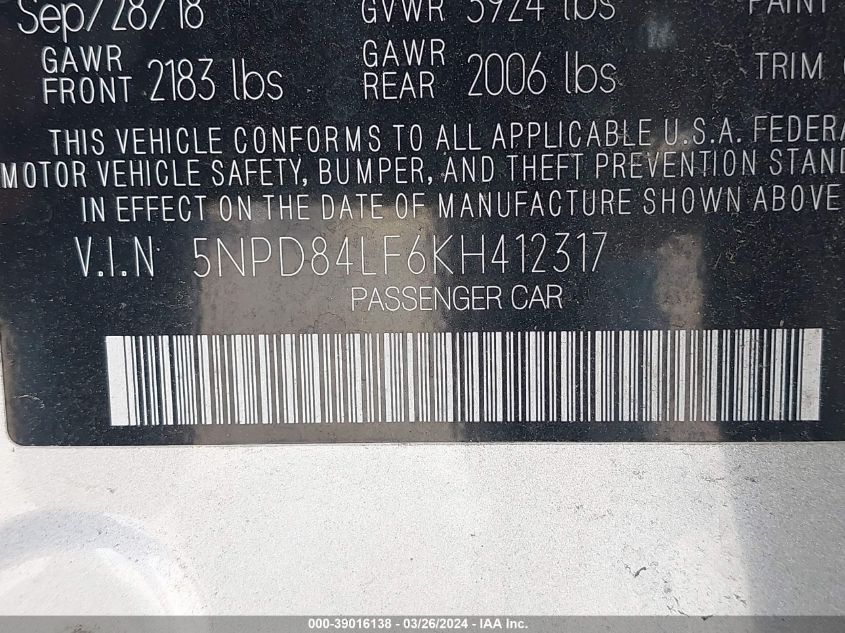 Sep/28/18 GVWR 3924 lbs PAINT
GAWR FRONT 2183 lbs GAWR REAR 2006 lbs TRIM
THIS VEHICLE CONFORMS TO ALL APPLICABLE U.S.A. FEDERA
MOTOR VEHICLE SAFETY, BUMPER, AND THEFT PREVENTION STAND
IN EFFECT ON THE DATE OF MANUFACTURE SHOWN ABOVE
V.I.N 5NPD84LF6KH412317
PASSENGER CAR
000-39016138 - 03/26/2024 - IAA Inc.